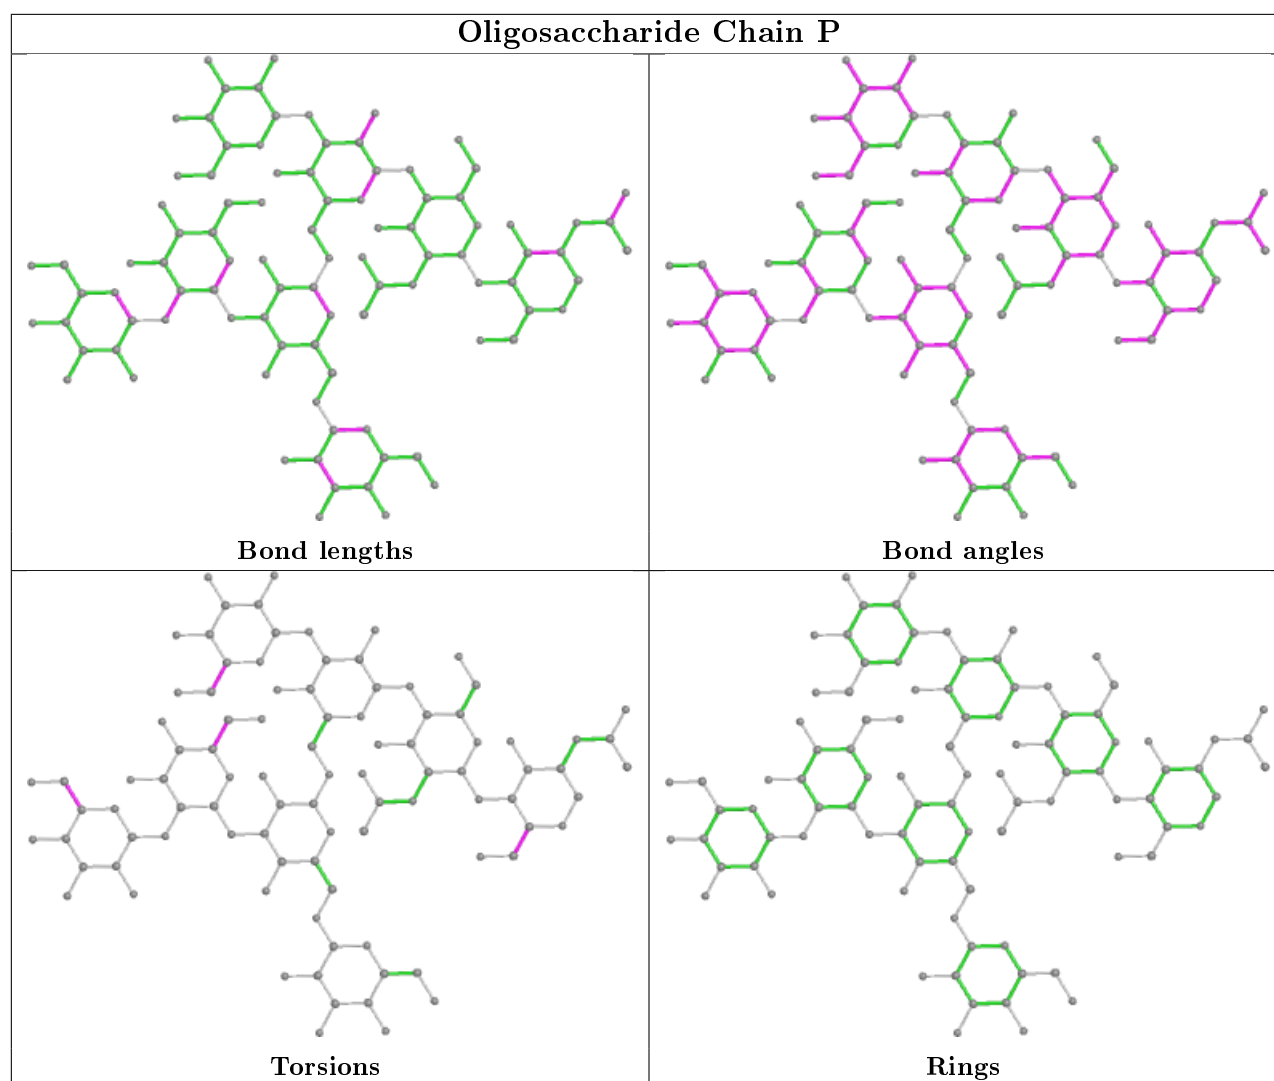 Oligosaccharide Chain P
Bond lengths
Bond angles
Torsions
Rings